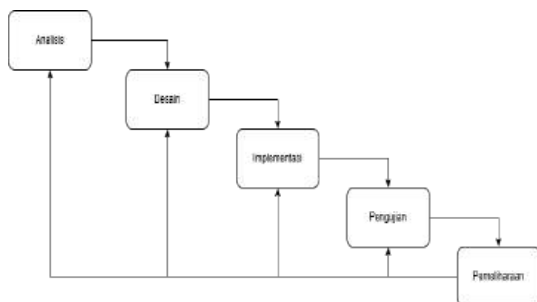 Analisis
Desain
Implementasi
Pengujian
Pemeliharaan